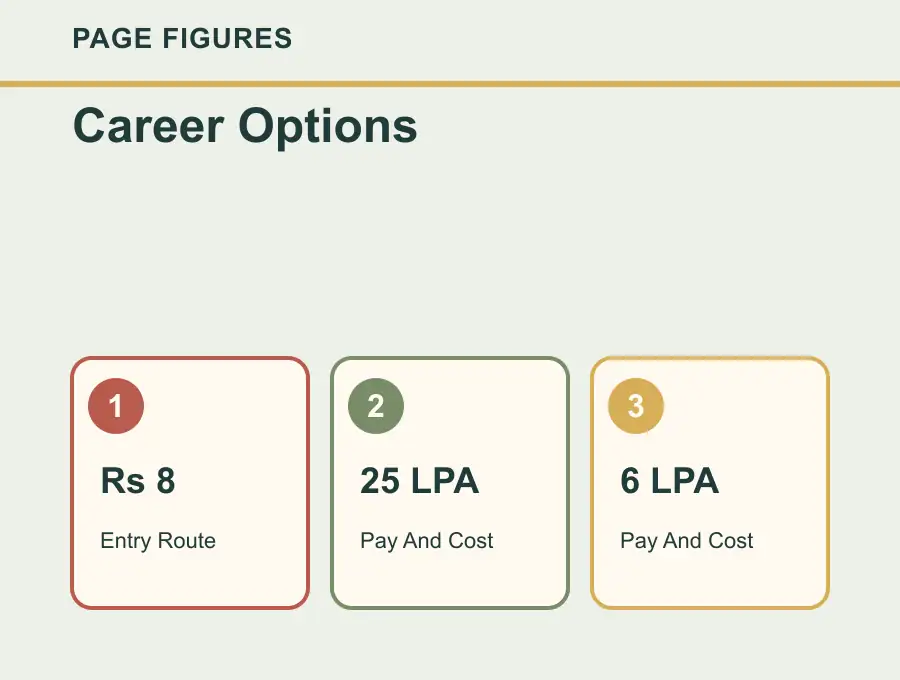 PAGE FIGURES
Career Options
1
Rs 8
Entry Route
2
25 LPA
Pay And Cost
3
6 LPA
Pay And Cost